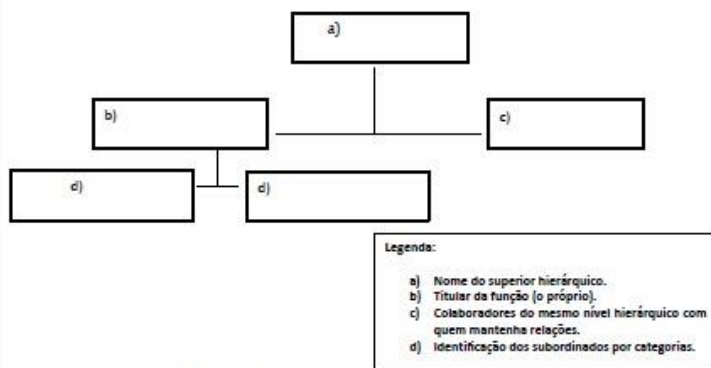 a)
b)
c)
d)
d)
Legenda:
a) Nome do superior hierárquico.
b) Titular da função (o próprio).
c) Colaboradores do mesmo nível hierárquico com
quem mantenha relações.
d) Identificação dos subordinados por categorias.